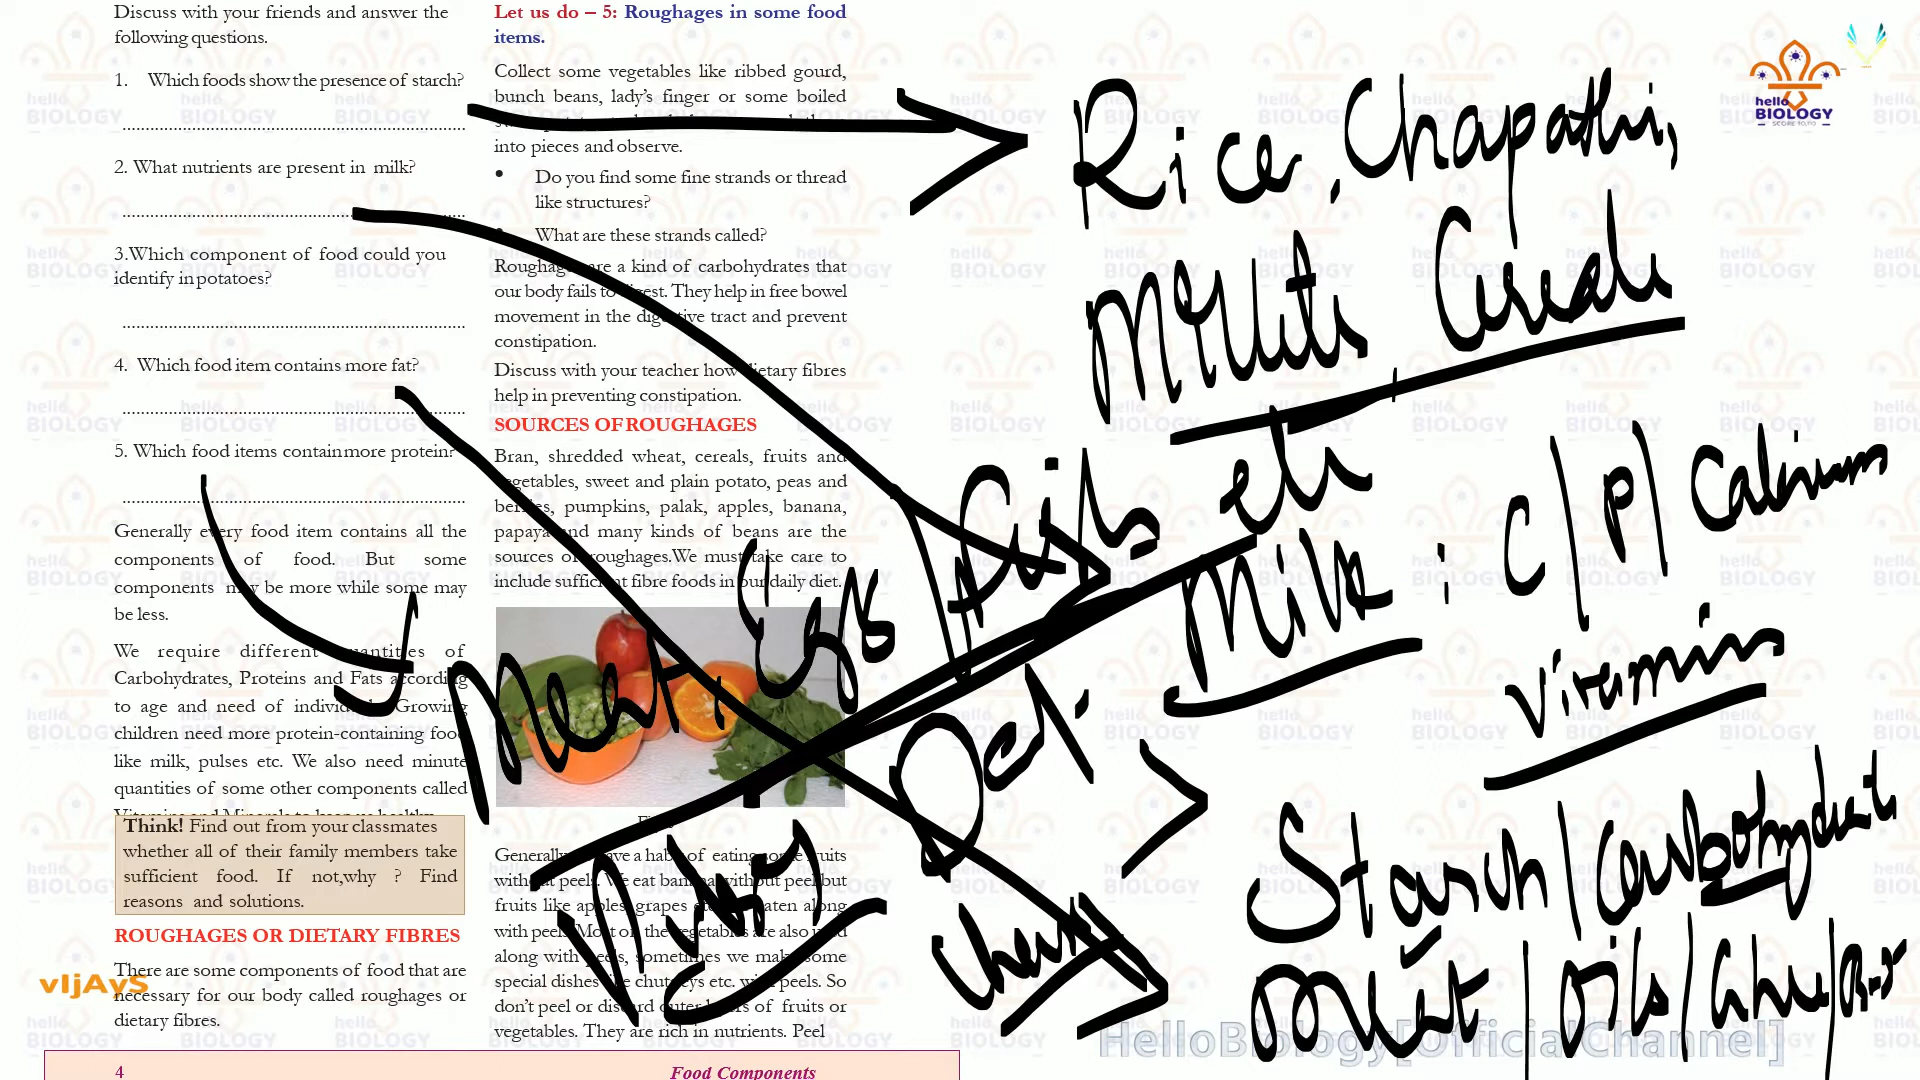 Discuss with your friends and answer the
following questions.
1. Which foods show the presence of starch?
2. What nutrients are present in milk?
3.Which component of food could you
identify in potatoes?
4. Which food item contains more fat?
5. Which food items contain more protein?
Generally every food item contains all the
components of food. But some
components may be more while some may
be less.
We require different quantities of
Carbohydrates, Proteins and Fats according
to age and need of individuals. Growing
children need more protein-containing food
like milk, pulses etc. We also need minute
quantities of some other components called
Vitamins and Minerals to keep us healthy.
Think! Find out from your classmates
whether all of their family members take
sufficient food. If not,why ? Find
reasons and solutions.
ROUGHAGES OR DIETARY FIBRES
There are some components of food that are
necessary for our body called roughages or
dietary fibres.
vIjAyS
4
Let us do – 5: Roughages in some food
items.
Collect some vegetables like ribbed gourd,
bunch beans, lady's finger or some boiled
into pieces and observe.
• Do you find some fine strands or thread
like structures?
• What are these strands called?
Roughages are a kind of carbohydrates that
our body fails to digest. They help in free bowel
movement in the digestive tract and prevent
constipation.
Discuss with your teacher how dietary fibres
help in preventing constipation.
SOURCES OF ROUGHAGES
Bran, shredded wheat, cereals, fruits and
vegetables, sweet and plain potato, peas and
berries, pumpkins, palak, apples, banana,
papaya and many kinds of beans are the
sources of roughages.We must take care to
include sufficient fibre foods in our daily diet.
Generally we have a habit of eating some fruits
without peels. We eat banana without peel but
fruits like apples, grapes etc. are eaten along
with peels. Most of the vegetables are also used
along with peels, sometimes we make some
special dishes like chutneys etc. with peels. So
don't peel or discard outer layers of fruits or
vegetables. They are rich in nutrients. Peel
Food Components
Rice, Chapathi,
Millets, Cereals
etc
Milk : C / P / Calcium
Vitamin
Starch / Carbohydrat
Meat / Oils / Ghee /
Meat, Eggs / Fish
Dal.
hello
BIOLOGY
HelloBiology[Official Channel]